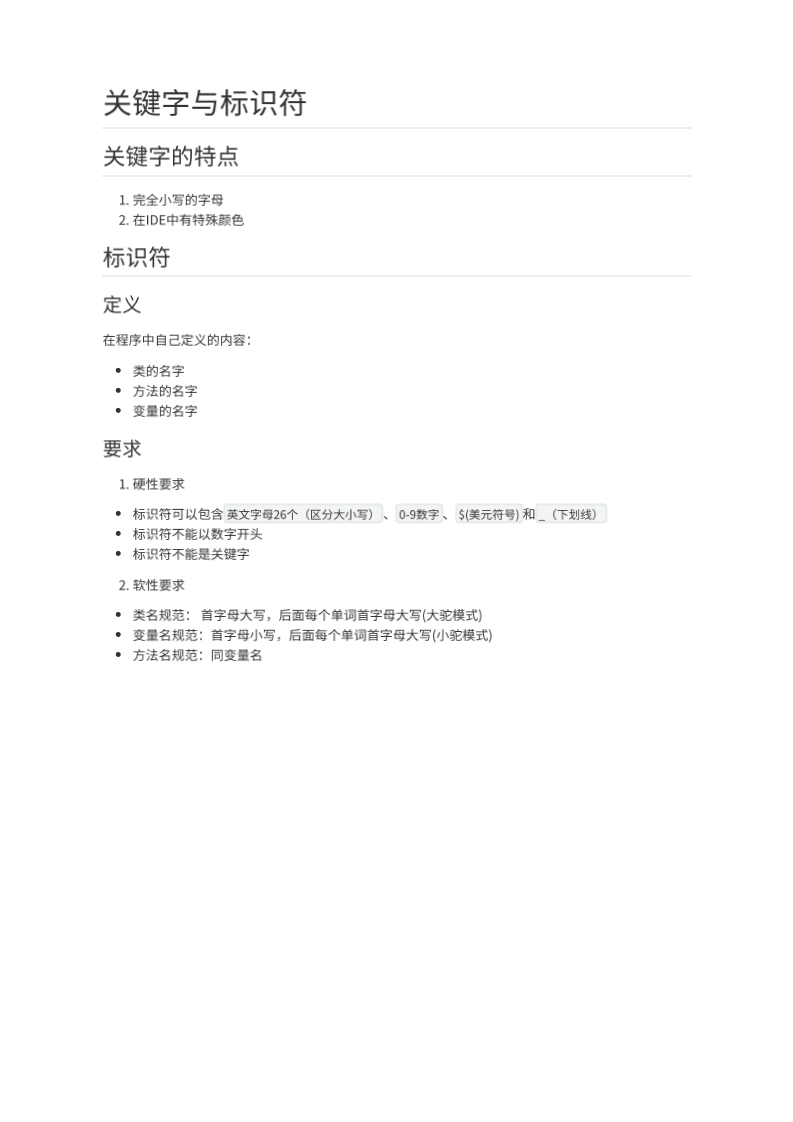 关键字与标识符
关键字的特点
1. 完全小写的字母
2. 在IDE中有特殊颜色
标识符
定义
在程序中自己定义的内容：
• 类的名字
• 方法的名字
• 变量的名字
要求
1. 硬性要求
• 标识符可以包含 英文字母26个（区分大小写） 、 0-9数字 、 $(美元符号) 和 _（下划线）
• 标识符不能以数字开头
• 标识符不能是关键字
2. 软性要求
• 类名规范： 首字母大写，后面每个单词首字母大写(大驼模式)
• 变量名规范：首字母小写，后面每个单词首字母大写(小驼模式)
• 方法名规范：同变量名